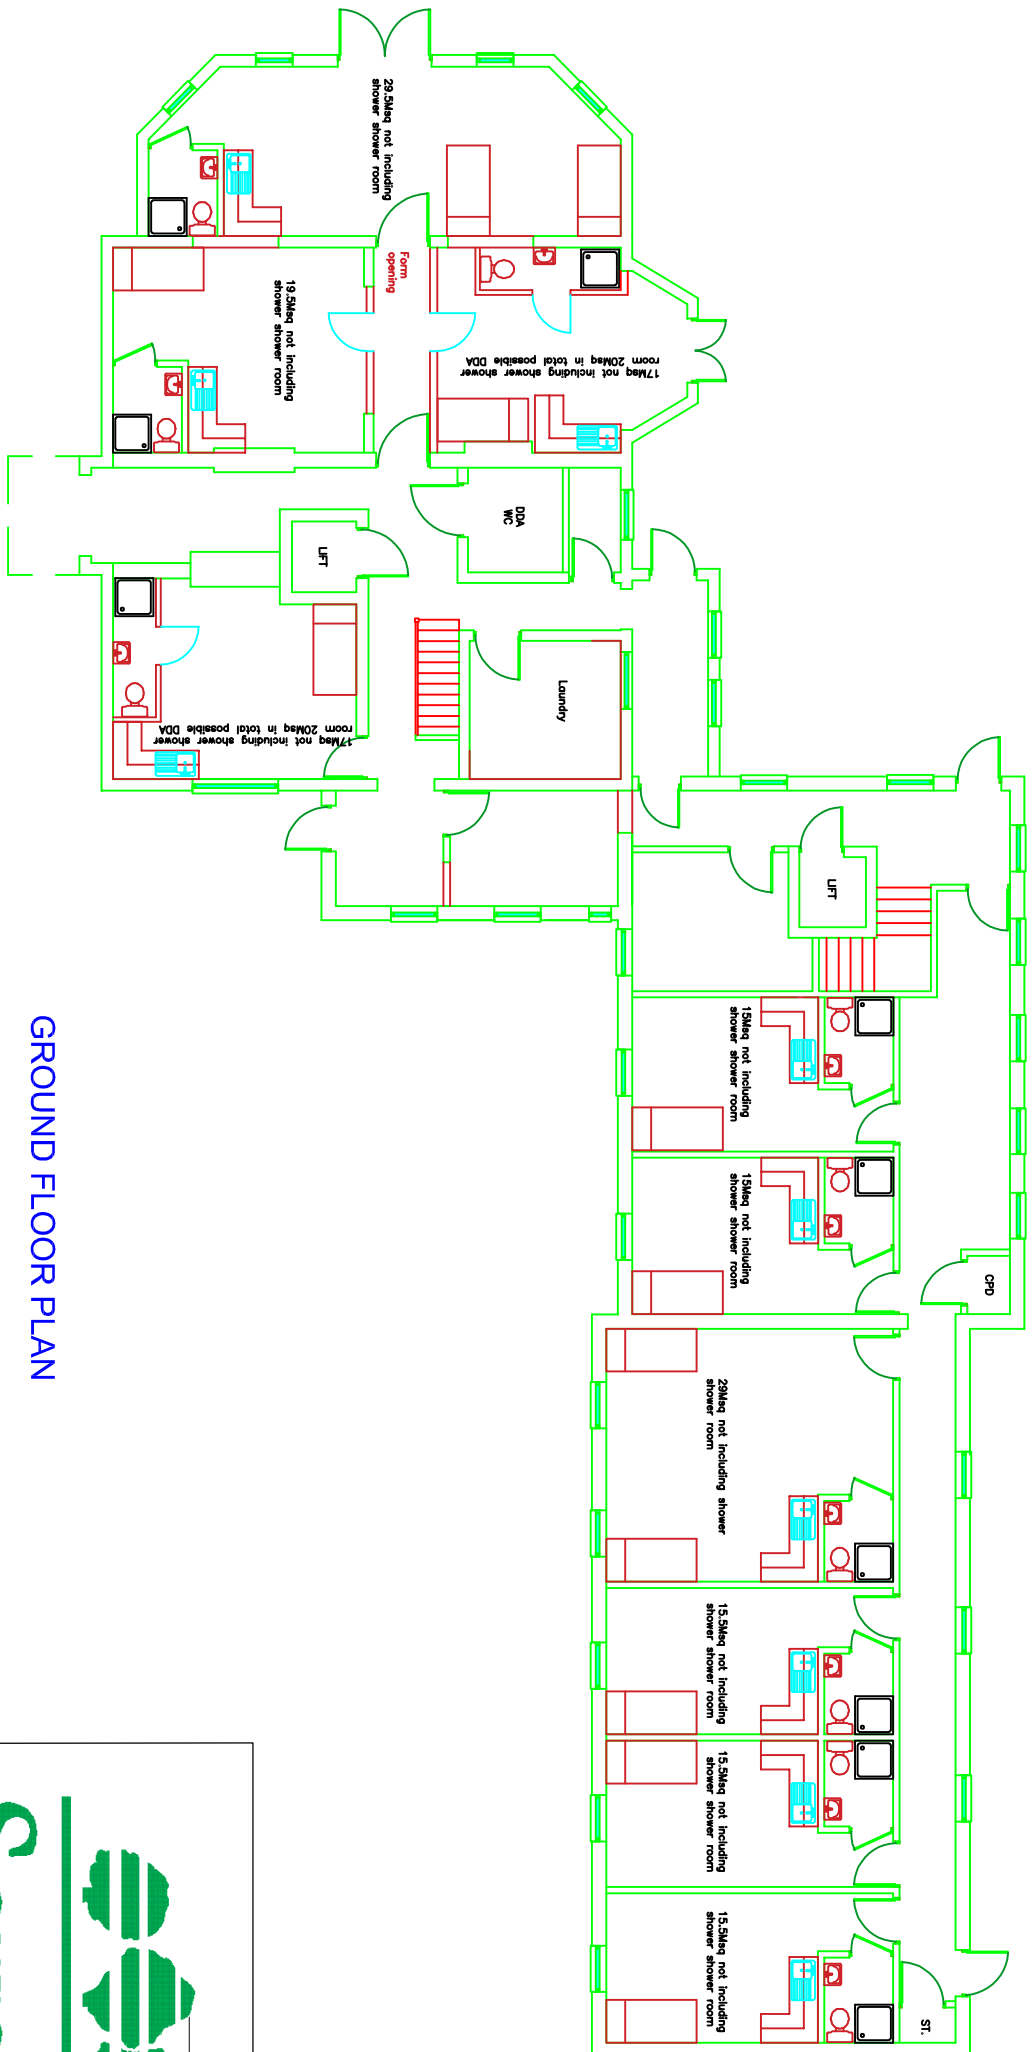 29.5Msq not including
shower shower room
Form
opening
19.5Msq not including
shower shower room
17Msq not including shower shower
room 20Msq in total possible DDA
DDA
WC
LIFT
Laundry
17Msq not including shower shower
room 20Msq in total possible DDA
LIFT
15Msq not including
shower shower room
15Msq not including
shower shower room
CPD
29Msq not including shower
shower room
15.5Msq not including
shower shower room
15.5Msq not including
shower shower room
15.5Msq not including
shower shower room
ST.
GROUND FLOOR PLAN